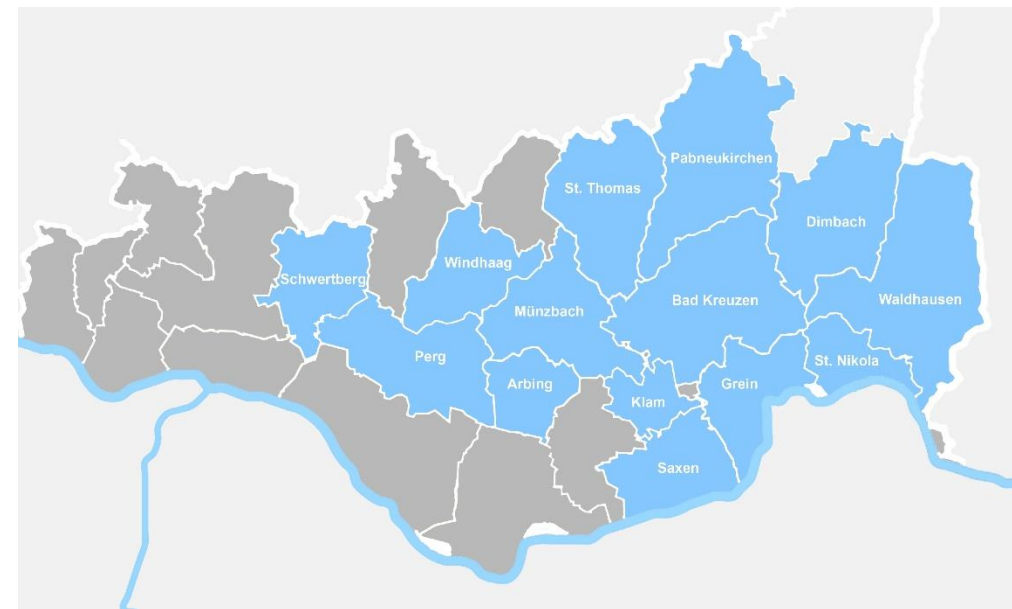 Pabneukirchen
St. Thomas
Dimbach
Windhaag
Schwertberg
Waldhausen
Bad Kreuzen
Münzbach
Perg
St. Nikola
Arbing
Grein
Klam
Saxen